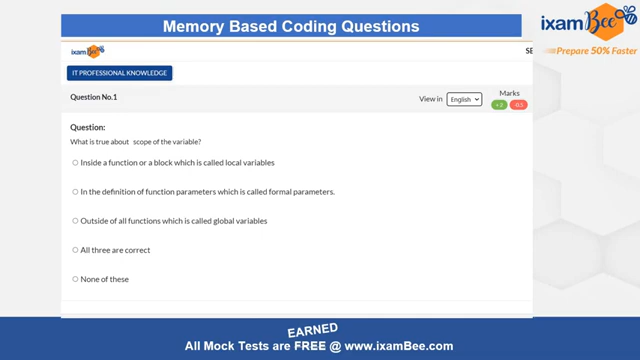 Memory Based Coding Questions
ixamBee
Prepare 50% Faster
ixamBee
SE
IT PROFESSIONAL KNOWLEDGE
Question No.1
View in
English
Marks
+ 2
- 0.5
Question:
What is true about scope of the variable?
Inside a function or a block which is called local variables
In the definition of function parameters which is called formal parameters.
Outside of all functions which is called global variables
All three are correct
None of these
EARNED
All Mock Tests are FREE @ www.ixamBee.com